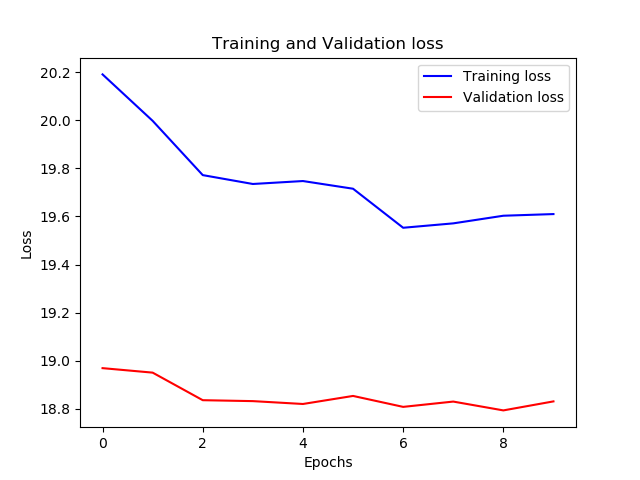 Training and Validation loss
Training loss
Validation loss
20.2
20.0
19.8
19.6
19.4
19.2
19.0
18.8
Loss
0 2 4 6 8
Epochs